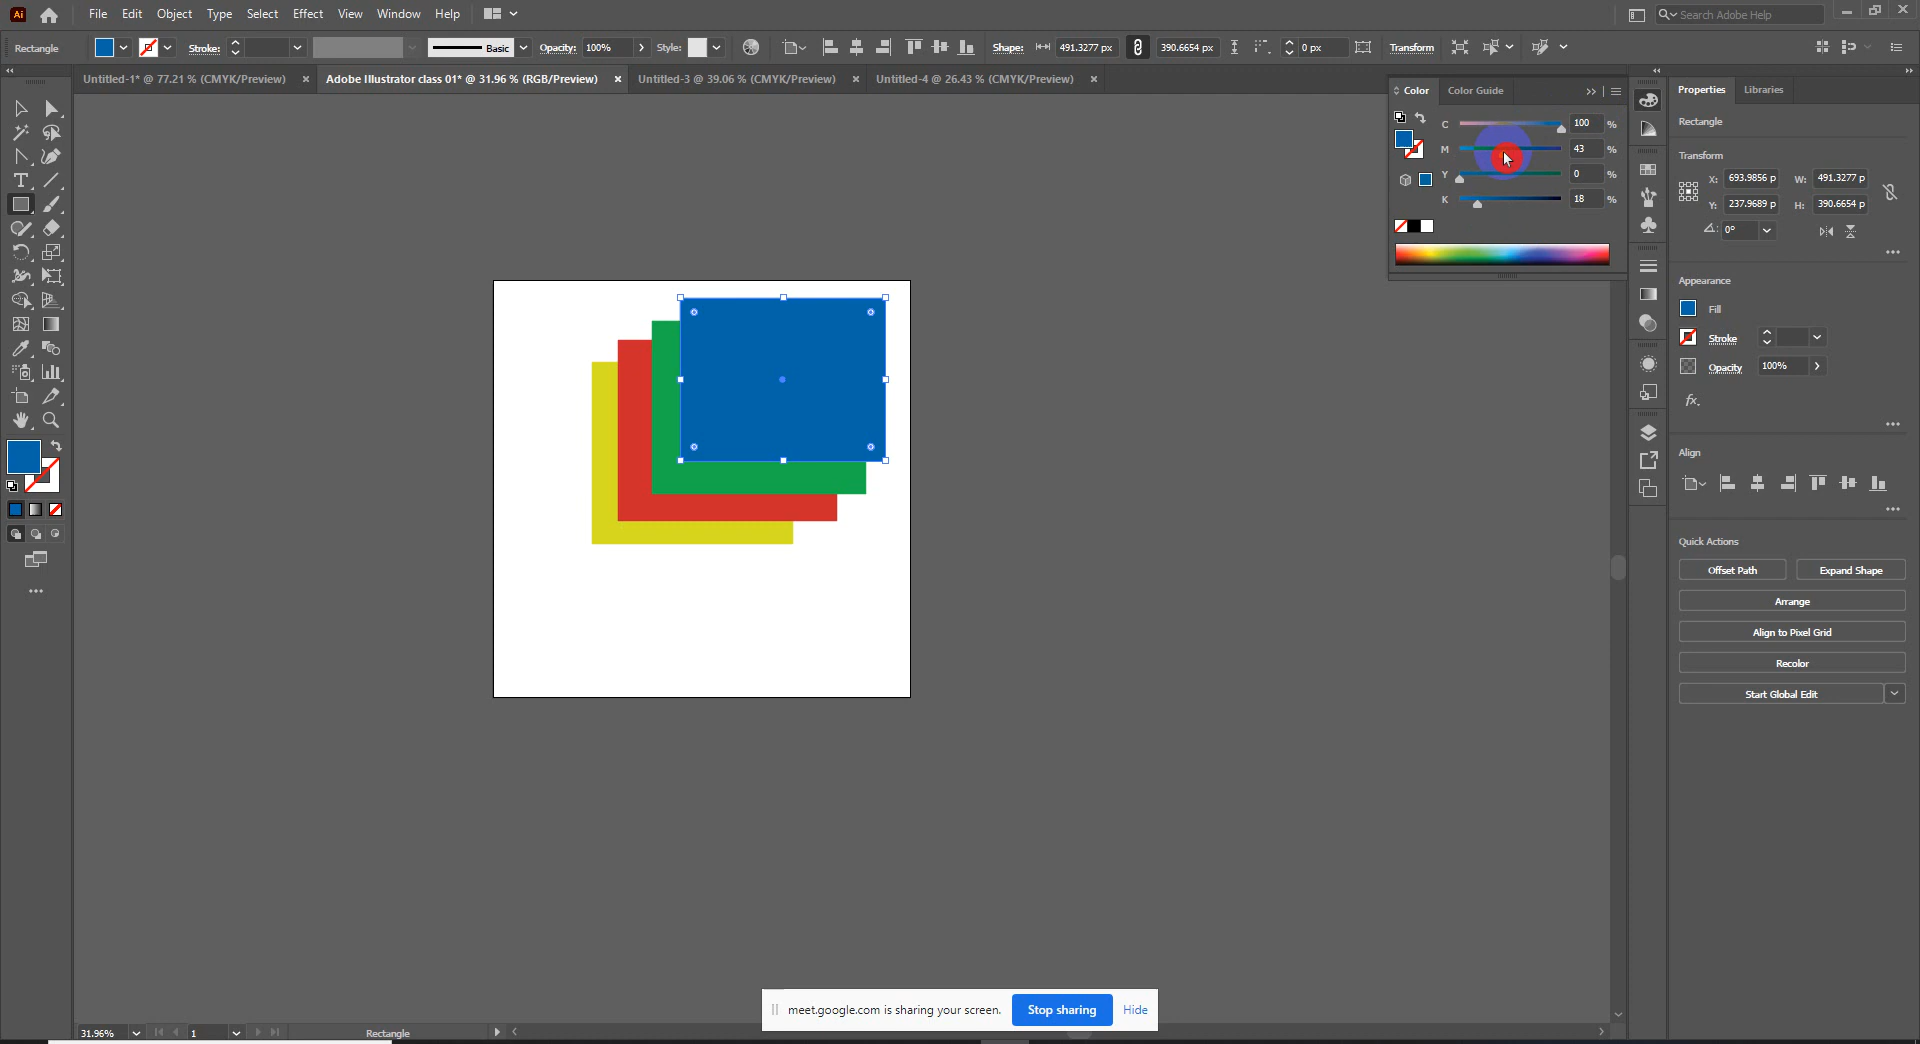 Ai File Edit Object Type Select Effect View Window Help Search Adobe Help
Rectangle Stroke: Basic Opacity: 100% Style: Shape: 491.3277 px 390.6654 px 0 px Transform
Untitled-1* @ 77.21 % (CMYK/Preview) × Adobe Illustrator class 01* @ 31.96 % (RGB/Preview) × Untitled-3 @ 39.06 % (CMYK/Preview) × Untitled-4 @ 26.43 % (CMYK/Preview) ×
Color Color Guide
C 100 %
M 43 %
Y 0 %
K 18 %
Properties Libraries
Rectangle
Transform
X: 693.9856 p W: 491.3277 p
Y: 237.9689 p H: 390.6654 p
0°
Appearance
Fill
Stroke
Opacity 100%
fx.
Align
Quick Actions
Offset Path Expand Shape
Arrange
Align to Pixel Grid
Recolor
Start Global Edit
meet.google.com is sharing your screen. Stop sharing Hide
31.96% 1 Rectangle